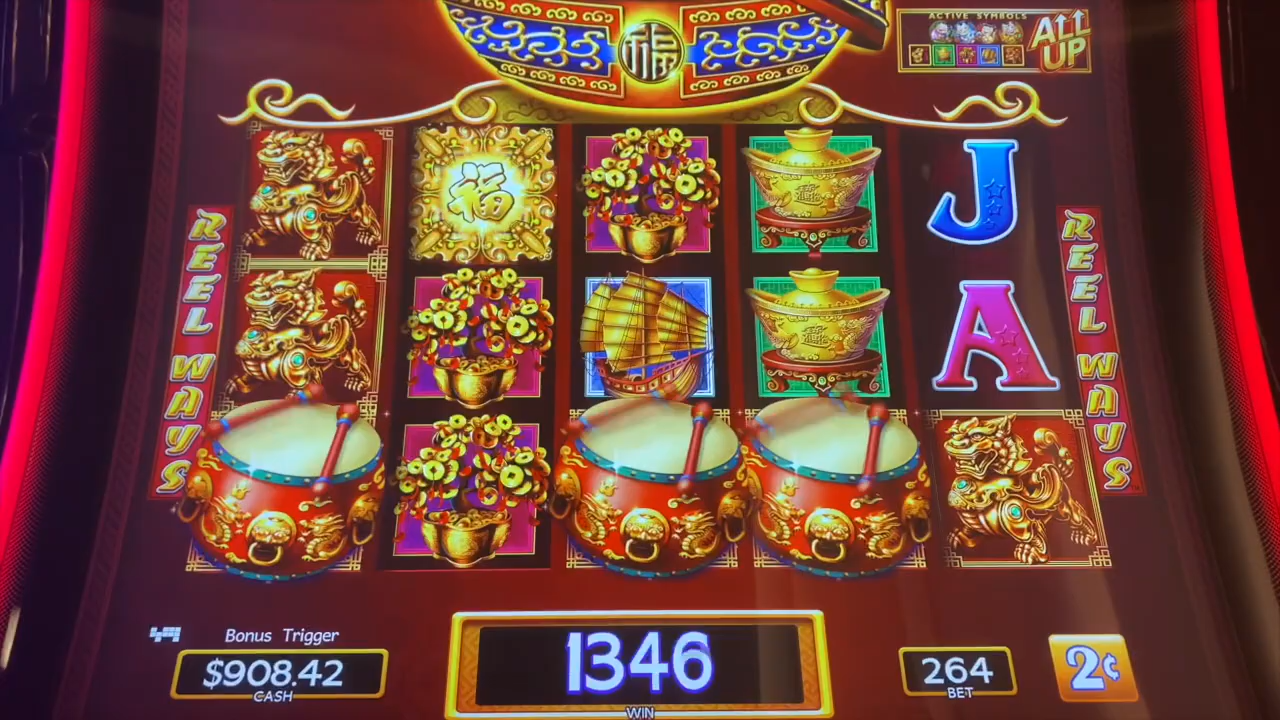 福
ACTIVE SYMBOLS
ALL
UP
福
J
REEL WAYS
REEL WAYS
A
Bonus Trigger
$908.42
CASH
1346
WIN
264
BET
2¢